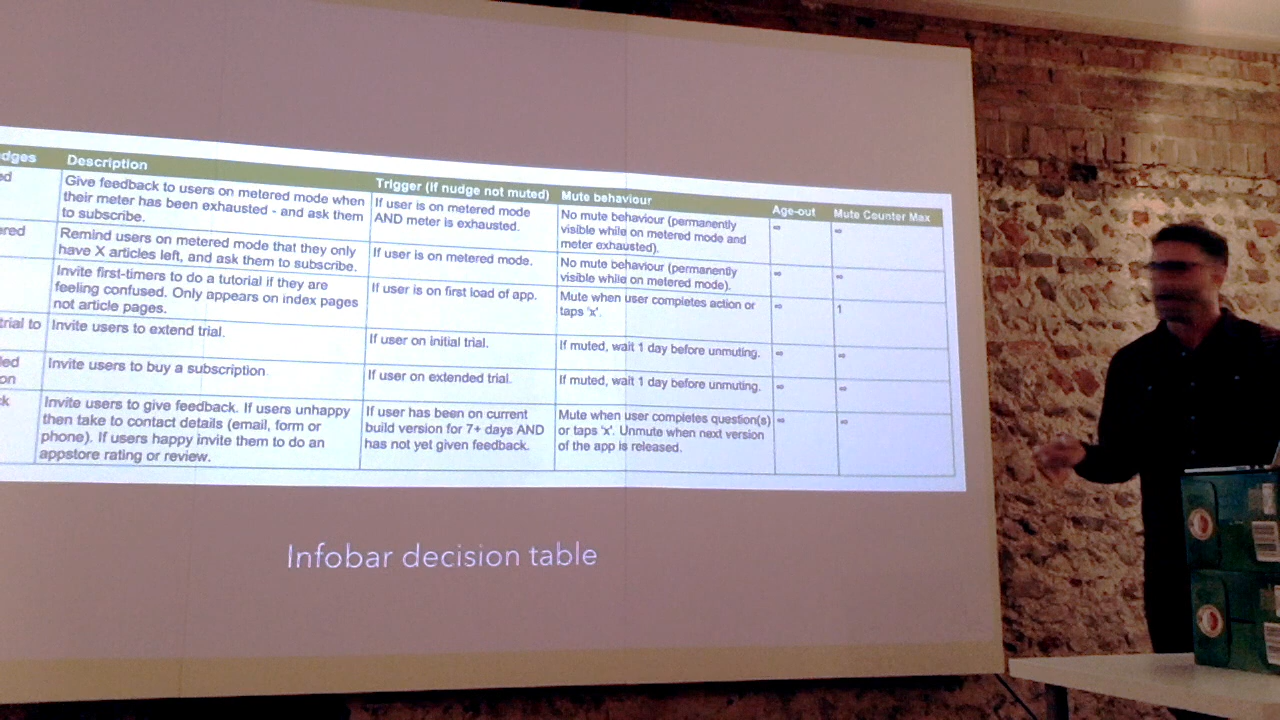 dges Description Trigger (if nudge not muted) Mute behaviour Age-out Mute Counter Max
ed
Give feedback to users on metered mode when
their meter has been exhausted - and ask them
to subscribe.
If user is on metered mode
AND meter is exhausted.
No mute behaviour (permanently
visible while on metered mode and
meter exhausted).
∞
∞
ered
Remind users on metered mode that they only
have X articles left, and ask them to subscribe.
If user is on metered mode.
No mute behaviour (permanently
visible while on metered mode).
∞
∞
Invite first-timers to do a tutorial if they are
feeling confused. Only appears on index pages
not article pages.
If user is on first load of app.
Mute when user completes action or
taps 'x'.
∞
1
trial to
Invite users to extend trial.
If user on initial trial.
If muted, wait 1 day before unmuting.
∞
∞
led
on
Invite users to buy a subscription
If user on extended trial.
If muted, wait 1 day before unmuting.
∞
∞
k
Invite users to give feedback. If users unhappy
then take to contact details (email, form or
phone). If users happy invite them to do an
appstore rating or review.
If user has been on current
build version for 7+ days AND
has not yet given feedback.
Mute when user completes question(s)
or taps 'x'. Unmute when next version
of the app is released.
∞
∞
Infobar decision table